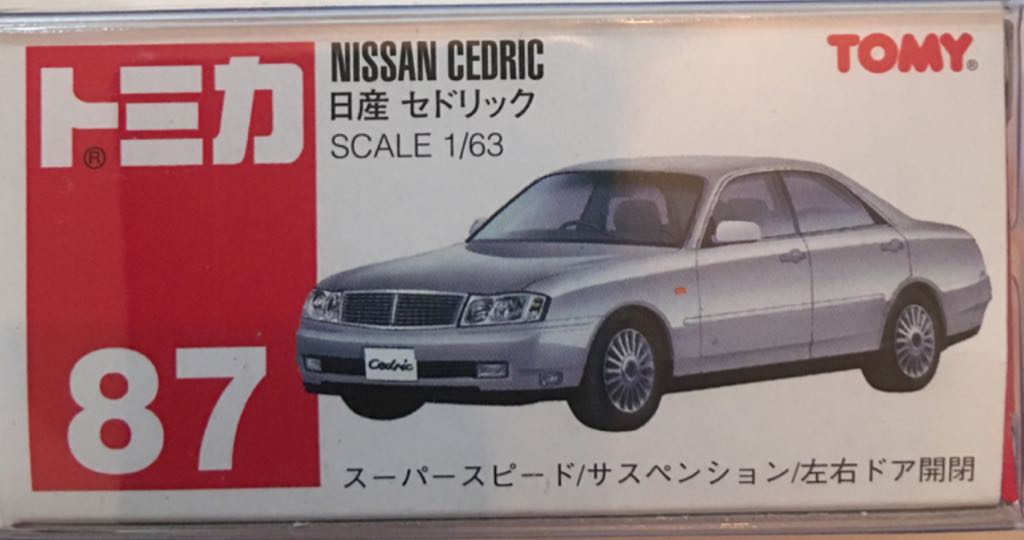 トミカ®
NISSAN CEDRIC
日産 セドリック
SCALE 1/63
TOMY®
Cedric
87
スーパースピード/サスペンション/左右ドア開閉